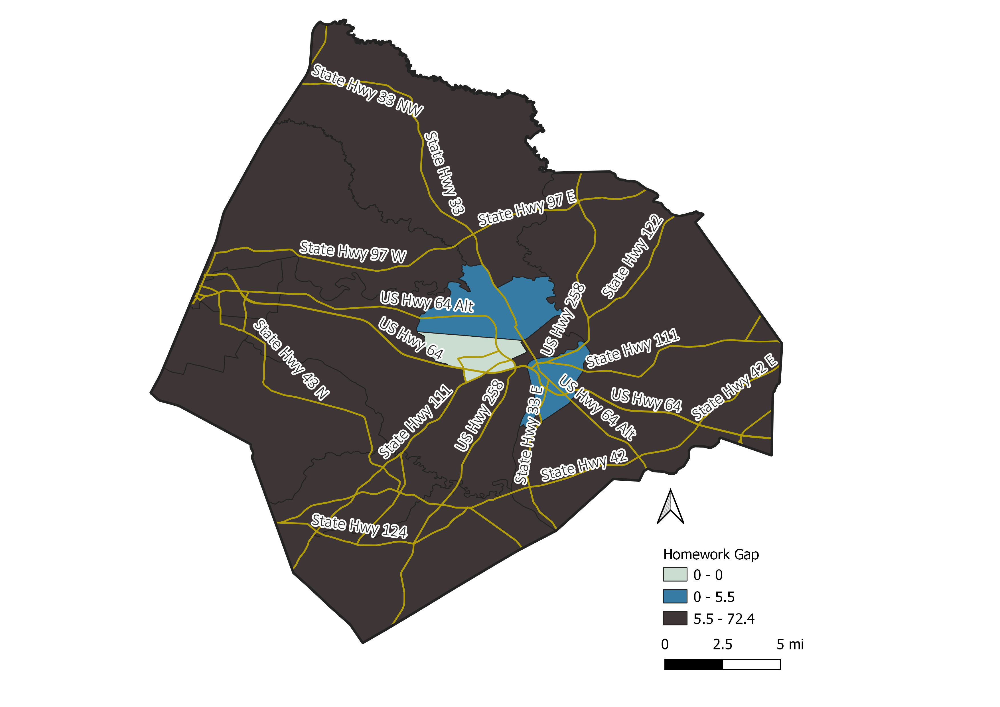 State Hwy 33 NW
State Hwy 33
State Hwy 97 E
State Hwy 122
State Hwy 97 W
US Hwy 64 Alt
US Hwy 258
US Hwy 64
State Hwy 43 N
State Hwy 111
State Hwy 42 E
US Hwy 64
US Hwy 64 Alt
State Hwy 33 E
State Hwy 111
US Hwy 258
State Hwy 42
State Hwy 124
Homework Gap
0 - 0
0 - 5.5
5.5 - 72.4
0 2.5 5 mi